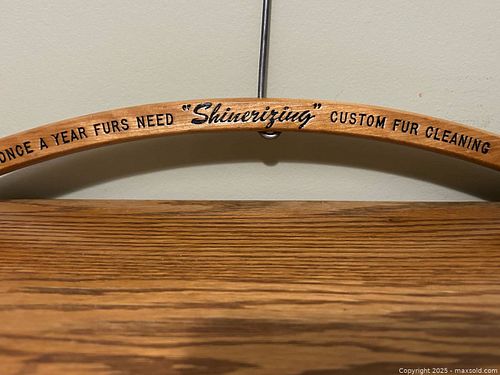 ONCE A YEAR FURS NEED "Shinerizing" CUSTOM FUR CLEANING
Copyright 2025 - maxsold.com